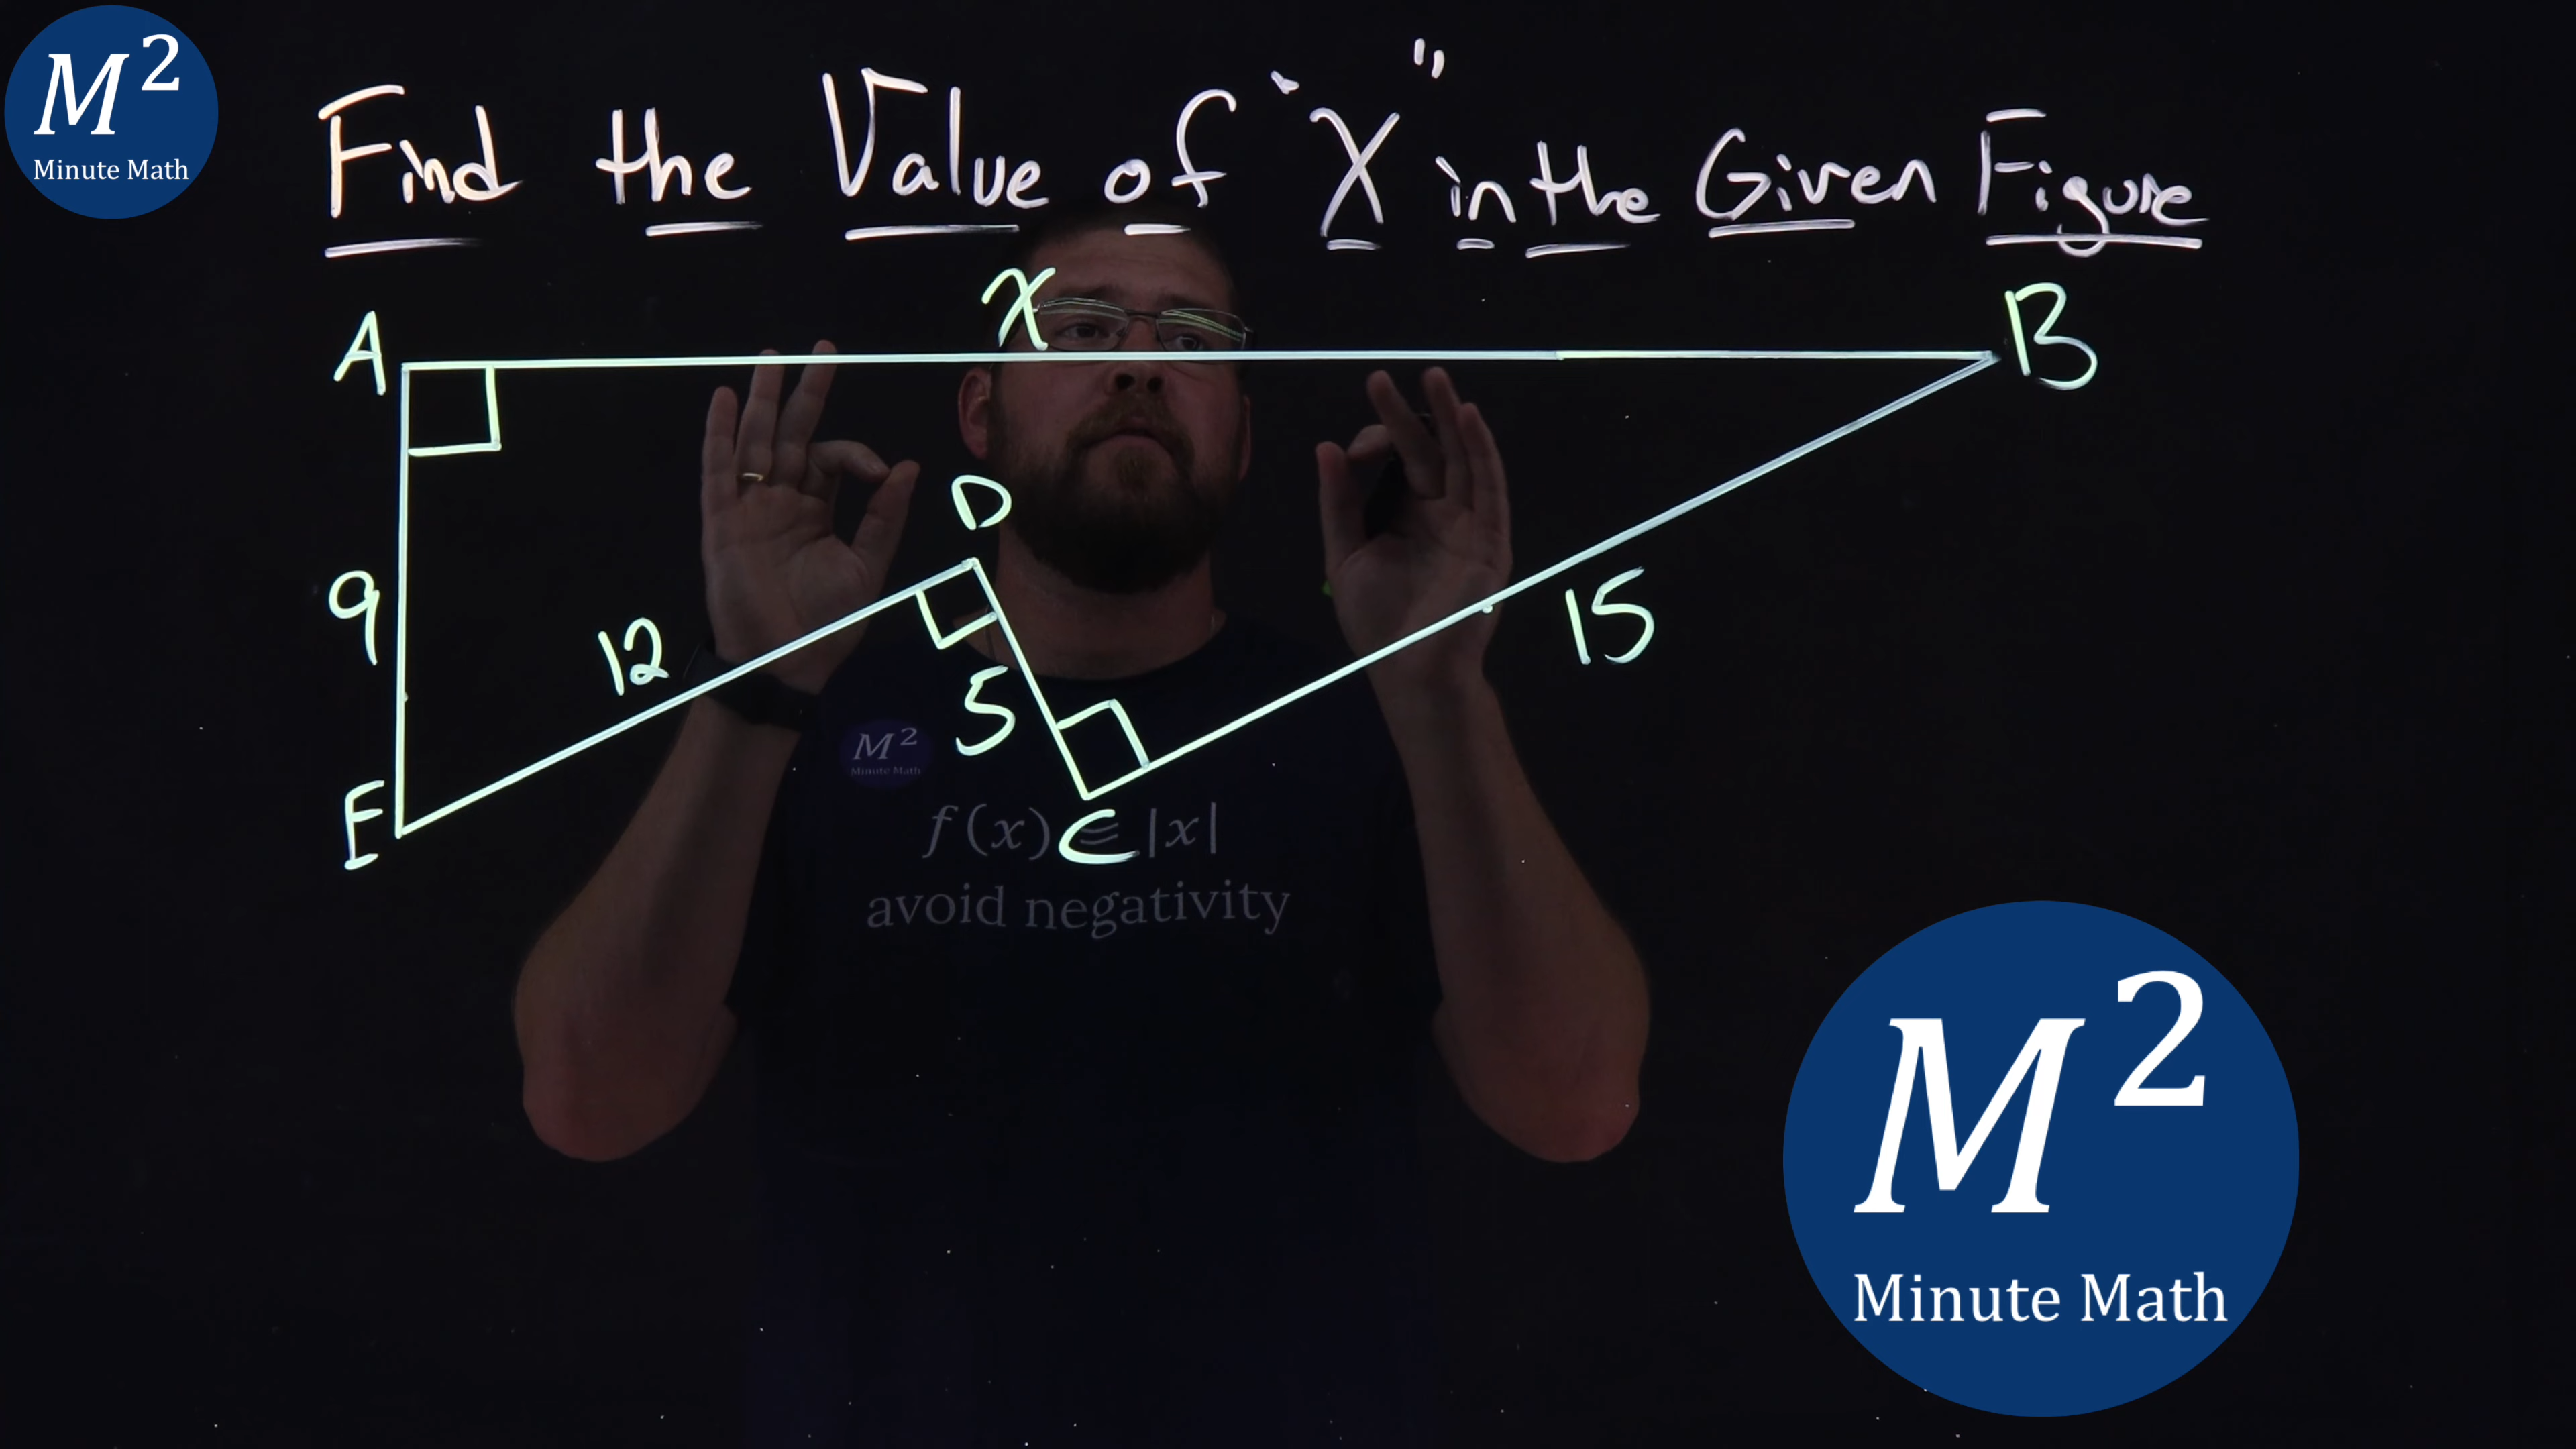 M²
Minute Math
Find the Value of "X" in the Given Figure
X
A
B
D
9
12
5
15
E
C
M²
Minute Math
f(x) = |x|
avoid negativity
M²
Minute Math